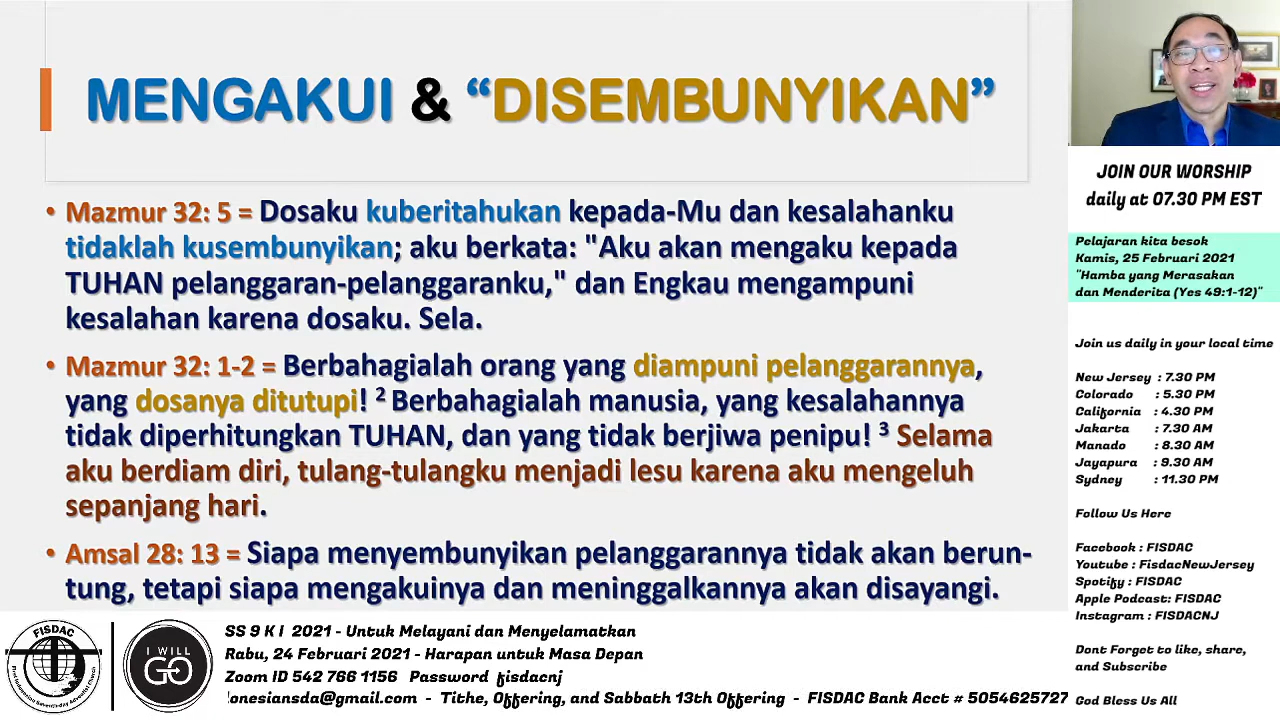 MENGAKUI & “DISEMBUNYIKAN”
• Mazmur 32: 5 = Dosaku kuberitahukan kepada-Mu dan kesalahanku
tidaklah kusembunyikan; aku berkata: "Aku akan mengaku kepada
TUHAN pelanggaran-pelanggaranku," dan Engkau mengampuni
kesalahan karena dosaku. Sela.
• Mazmur 32: 1-2 = Berbahagialah orang yang diampuni pelanggarannya,
yang dosanya ditutupi! ² Berbahagialah manusia, yang kesalahannya
tidak diperhitungkan TUHAN, dan yang tidak berjiwa penipu! ³ Selama
aku berdiam diri, tulang-tulangku menjadi lesu karena aku mengeluh
sepanjang hari.
• Amsal 28: 13 = Siapa menyembunyikan pelanggarannya tidak akan berun-
tung, tetapi siapa mengakuinya dan meninggalkannya akan disayangi.
JOIN OUR WORSHIP
daily at 07.30 PM EST
Pelajaran kita besok
Kamis, 25 Februari 2021
"Hamba yang Merasakan
dan Menderita (Yes 49:1-12)"
Join us daily in your local time
New Jersey : 7.30 PM
Colorado : 5.30 PM
California : 4.30 PM
Jakarta : 7.30 AM
Manado : 8.30 AM
Jayapura : 9.30 AM
Sydney : 11.30 PM
Follow Us Here
Facebook : FISDAC
Youtube : FisdacNewJersey
Spotify : FISDAC
Apple Podcast: FISDAC
Instagram : FISDACNJ
Dont Forget to like, share,
and Subscribe
God Bless Us All
FISDAC
I WILL
GO
SS 9 K I 2021 - Untuk Melayani dan Menyelamatkan
Rabu, 24 Februari 2021 - Harapan untuk Masa Depan
Zoom ID 542 766 1156 Password fisdacnj
onesiansda@gmail.com - Tithe, Offering, and Sabbath 13th Offering - FISDAC Bank Acct # 5054625727